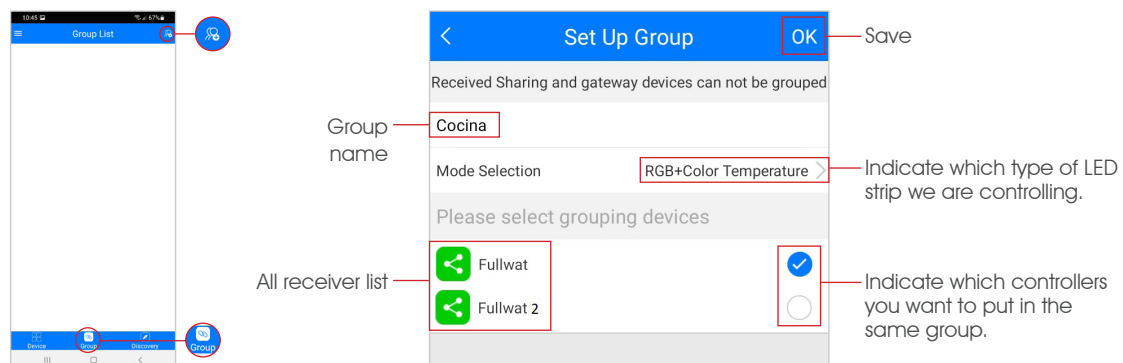 10:45
67%
Group List
Device
Group
Discovery
Group
Set Up Group
OK
Save
Received Sharing and gateway devices can not be grouped
Group
name
Cocina
Mode Selection
RGB+Color Temperature
Indicate which type of LED
strip we are controlling.
Please select grouping devices
All receiver list
Fullwat
Fullwat 2
Indicate which controllers
you want to put in the
same group.